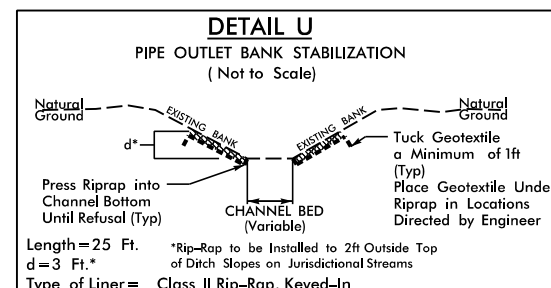 DETAIL U
PIPE OUTLET BANK STABILIZATION
( Not to Scale)
Natural
Ground
EXISTING BANK
EXISTING BANK
Natural
Ground
d*
Tuck Geotextile
a Minimum of 1ft
(Typ)
Place Geotextile Under
Riprap in Locations
Directed by Engineer
Press Riprap into
Channel Bottom
Until Refusal (Typ)
CHANNEL BED
(Variable)
Length=25 Ft.
d=3 Ft.*
*Rip-Rap to be Installed to 2ft Outside Top
of Ditch Slopes on Jurisdictional Streams
Type of Liner= Class II Rip-Rap, Keyed-In